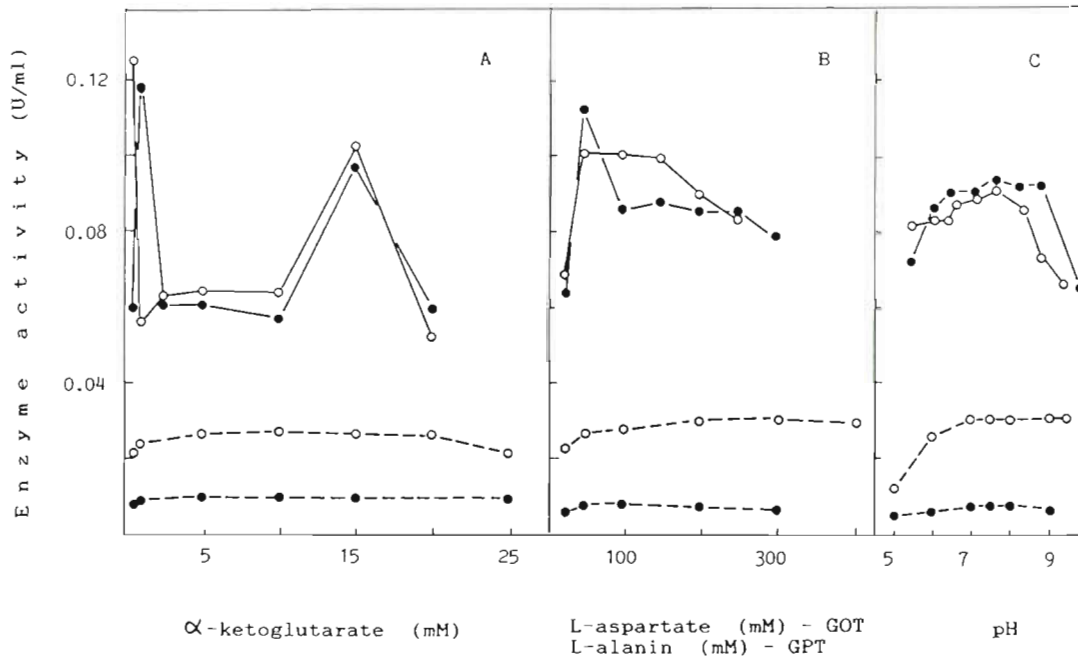 A
B
C
Enzyme activity (U/ml)
0.12
0.08
0.04
5 15 25
100 300
5 7 9
α-ketoglutarate (mM)
L-aspartate (mM) - GOT
L-alanin (mM) - GPT
pH